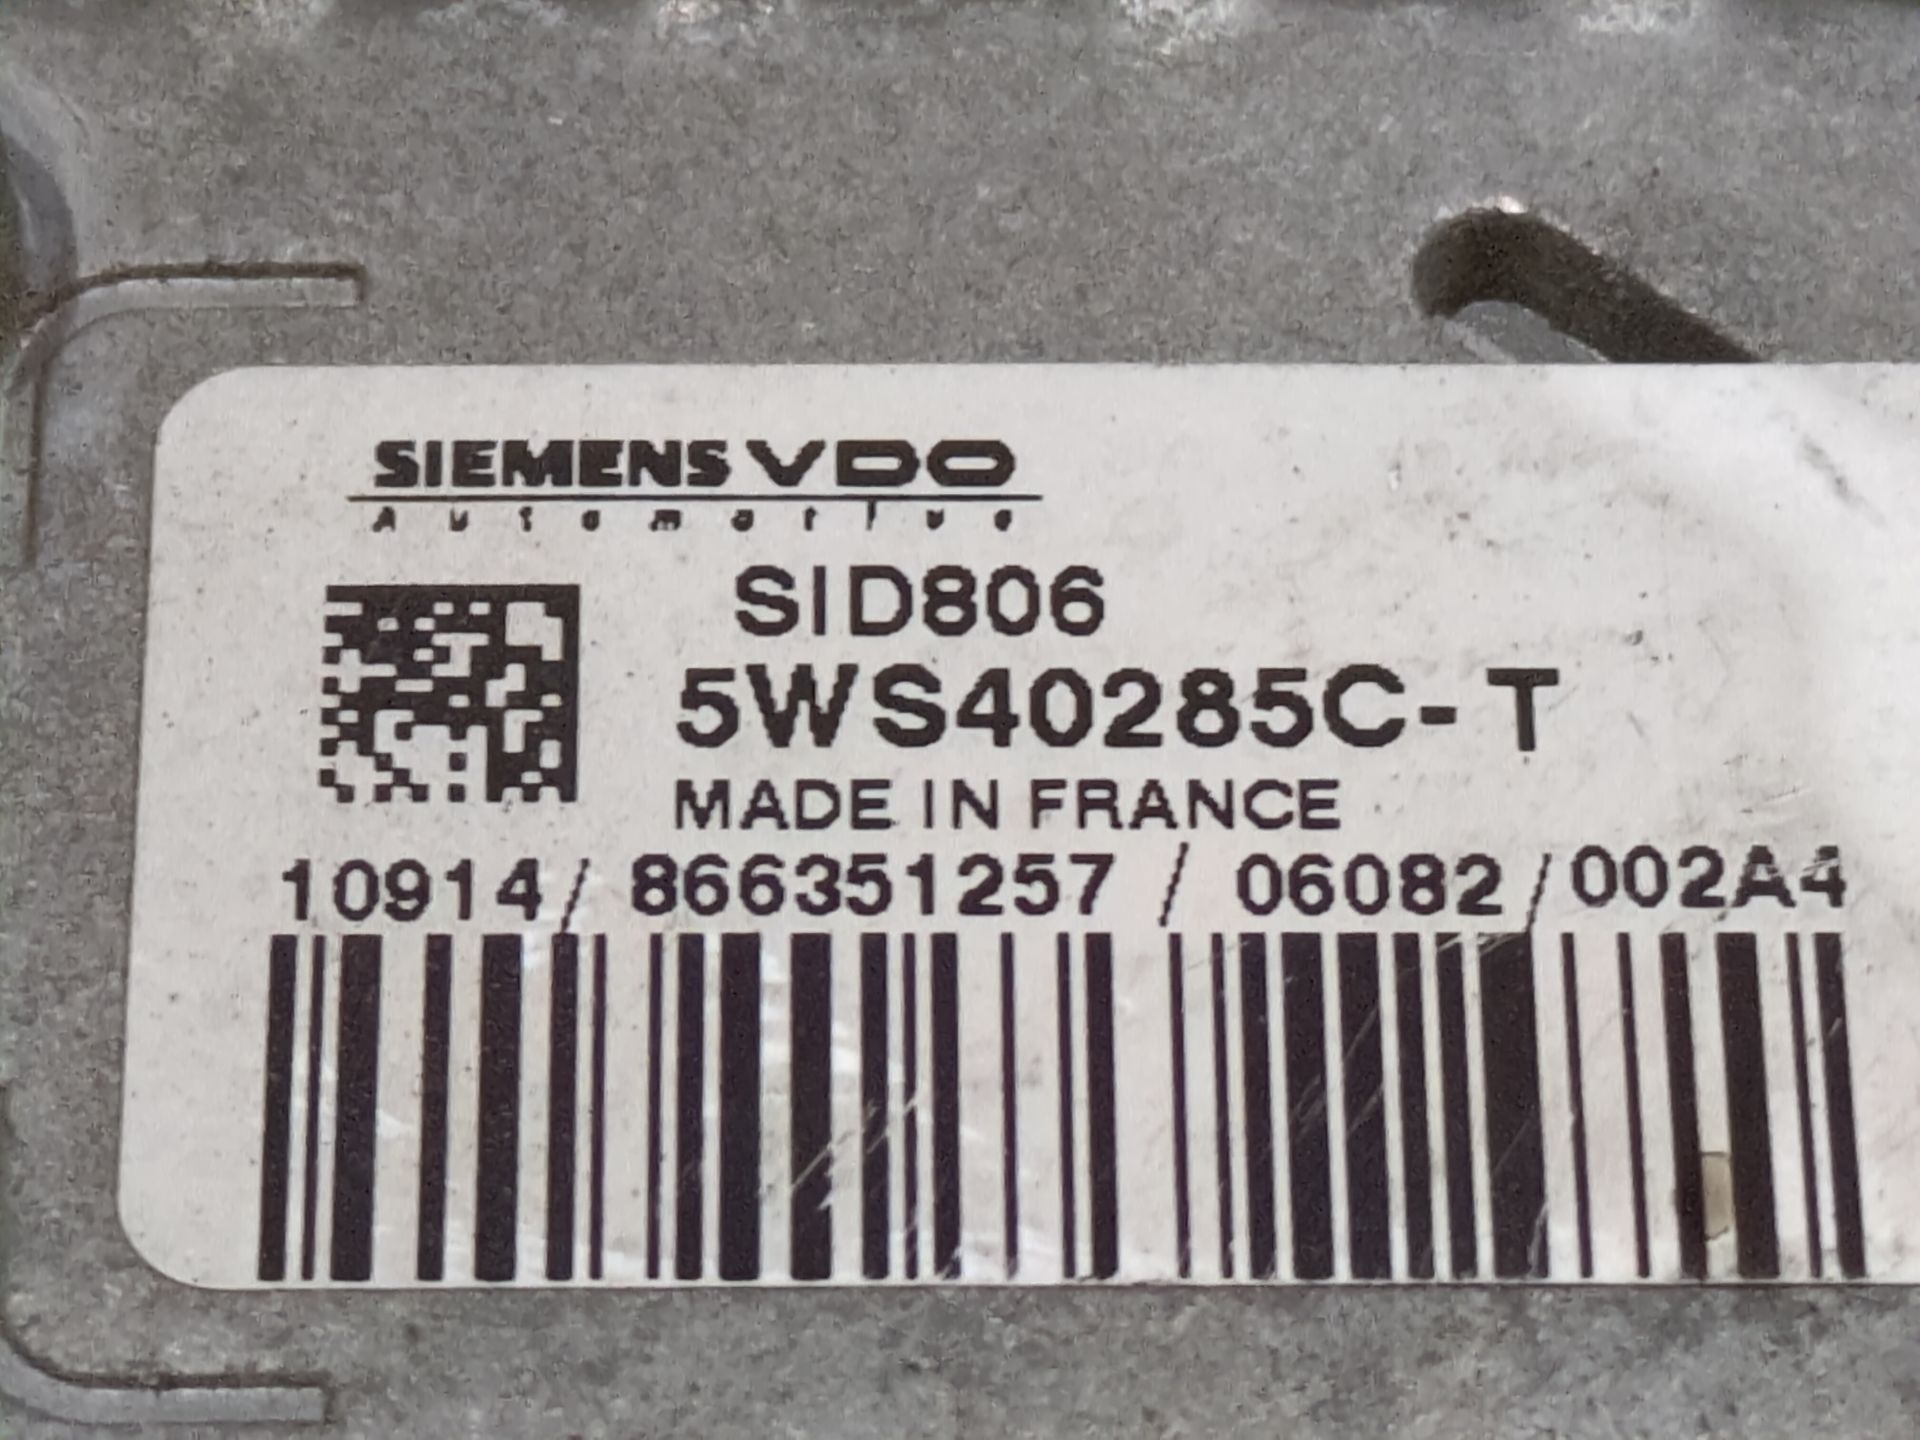 SIEMENS VDO
Automotive
SID806
5WS40285C-T
MADE IN FRANCE
10914/ 866351257 / 06082/002A4